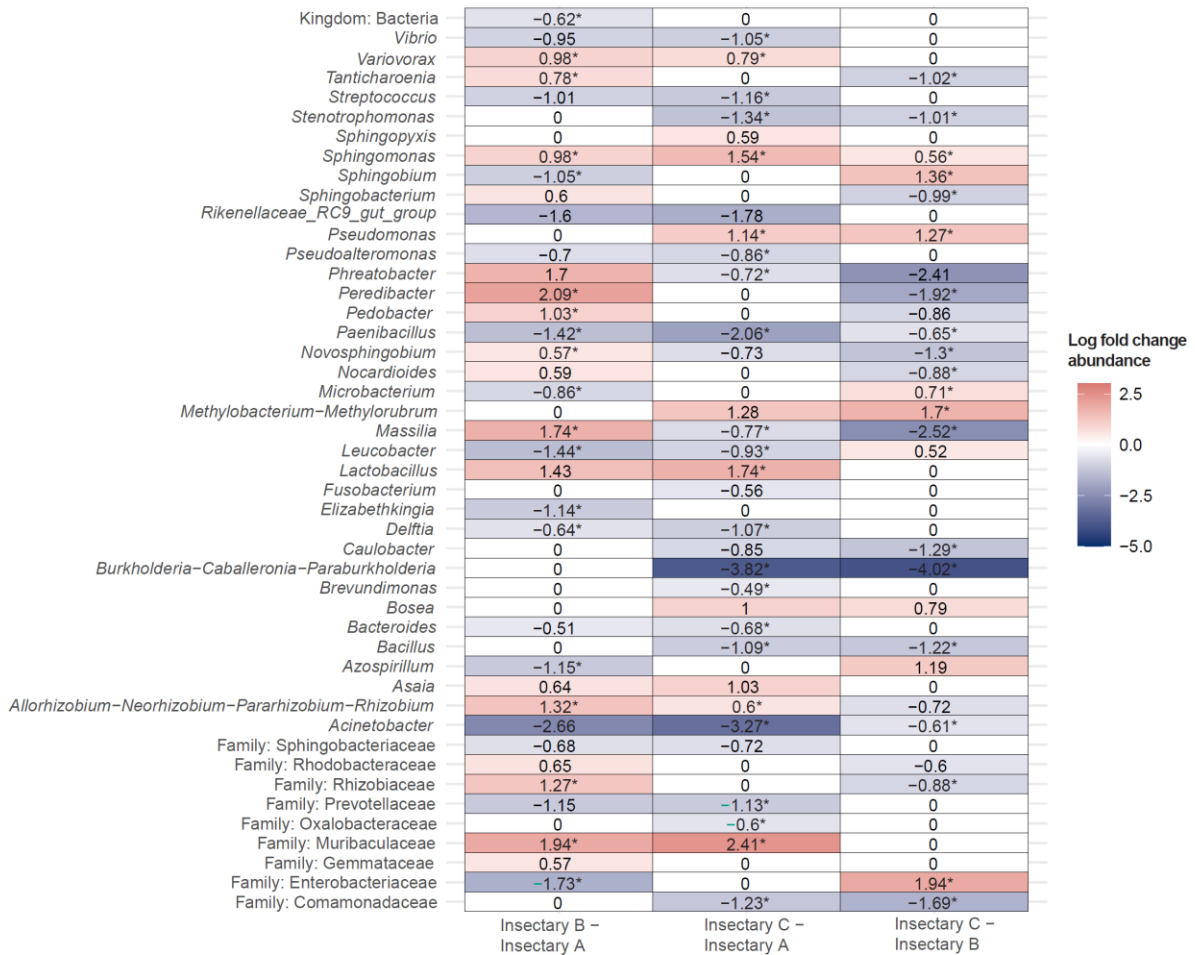 Kingdom: Bacteria −0.62* 0 0
Vibrio −0.95 −1.05* 0
Variovorax 0.98* 0.79* 0
Tanticharoenia 0.78* 0 −1.02*
Streptococcus −1.01 −1.16* 0
Stenotrophomonas 0 −1.34* −1.01*
Sphingopyxis 0 0.59 0
Sphingomonas 0.98* 1.54* 0.56*
Sphingobium −1.05* 0 1.36*
Sphingobacterium 0.6 0 −0.99*
Rikenellaceae_RC9_gut_group −1.6 −1.78 0
Pseudomonas 0 1.14* 1.27*
Pseudoalteromonas −0.7 −0.86* 0
Phreatobacter 1.7 −0.72* −2.41
Peredibacter 2.09* 0 −1.92*
Pedobacter 1.03* 0 −0.86
Paenibacillus −1.42* −2.06* −0.65*
Novosphingobium 0.57* −0.73 −1.3*
Nocardioides 0.59 0 −0.88*
Microbacterium −0.86* 0 0.71*
Methylobacterium−Methylorubrum 0 1.28 1.7*
Massilia 1.74* −0.77* −2.52*
Leucobacter −1.44* −0.93* 0.52
Lactobacillus 1.43 1.74* 0
Fusobacterium 0 −0.56 0
Elizabethkingia −1.14* 0 0
Delftia −0.64* −1.07* 0
Caulobacter 0 −0.85 −1.29*
Burkholderia−Caballeronia−Paraburkholderia 0 −3.82* −4.02*
Brevundimonas 0 −0.49* 0
Bosea 0 1 0.79
Bacteroides −0.51 −0.68* 0
Bacillus 0 −1.09* −1.22*
Azospirillum −1.15* 0 1.19
Asaia 0.64 1.03 0
Allorhizobium−Neorhizobium−Pararhizobium−Rhizobium 1.32* 0.6* −0.72
Acinetobacter −2.66 −3.27* −0.61*
Family: Sphingobacteriaceae −0.68 −0.72 0
Family: Rhodobacteraceae 0.65 0 −0.6
Family: Rhizobiaceae 1.27* 0 −0.88*
Family: Prevotellaceae −1.15 −1.13* 0
Family: Oxalobacteraceae 0 −0.6* 0
Family: Muribaculaceae 1.94* 2.41* 0
Family: Gemmataceae 0.57 0 0
Family: Enterobacteriaceae −1.73* 0 1.94*
Family: Comamonadaceae 0 −1.23* −1.69*
Insectary B −
Insectary A
Insectary C −
Insectary A
Insectary C −
Insectary B
Log fold change
abundance
2.5
0.0
−2.5
−5.0